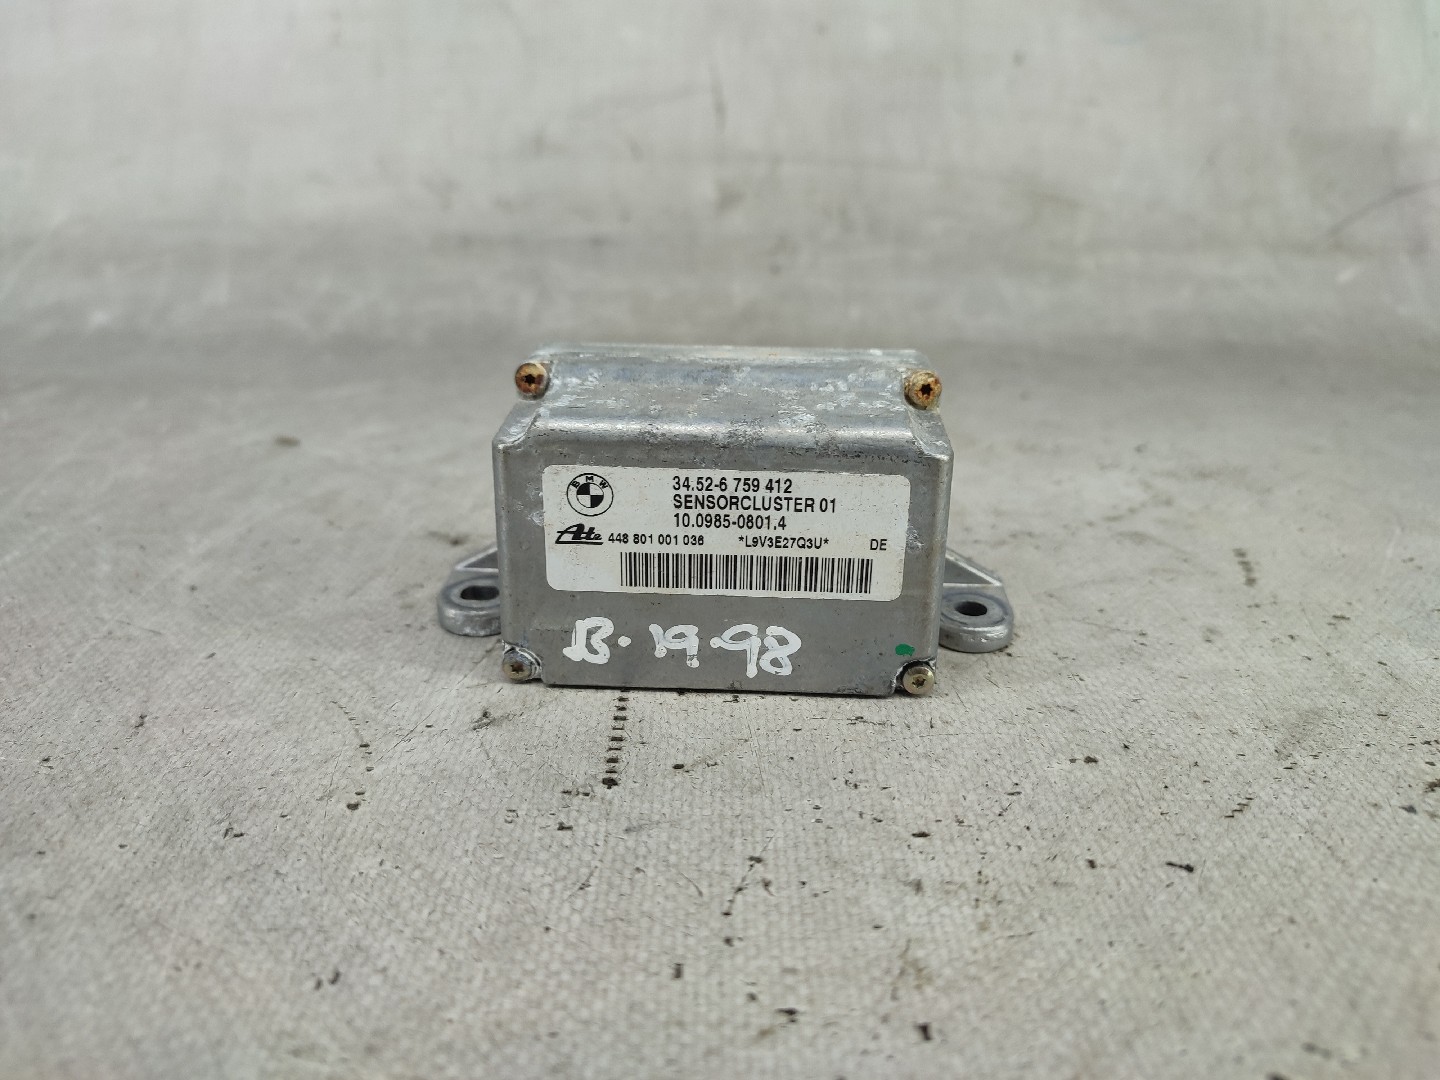 BMW
34.52-6 759 412
SENSORCLUSTER 01
10.0985-0801.4
Ate 448 801 001 036 *L9V3E27Q3U* DE
B.19.98